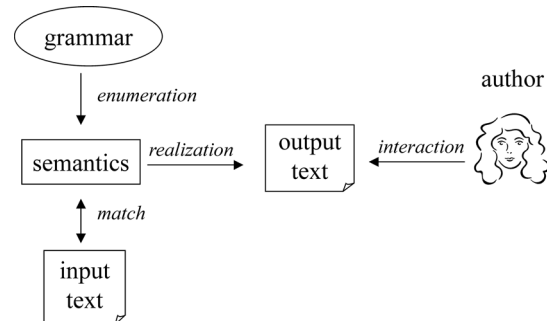 grammar
enumeration
author
semantics
realization
output
text
interaction
match
input
text